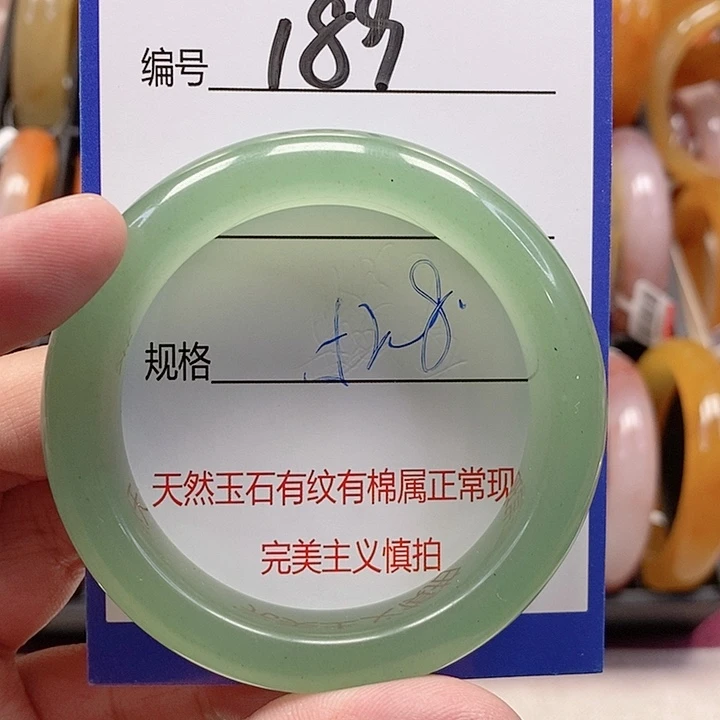 编号 189
规格
天然玉石有纹有棉属正常现
完美主义慎拍